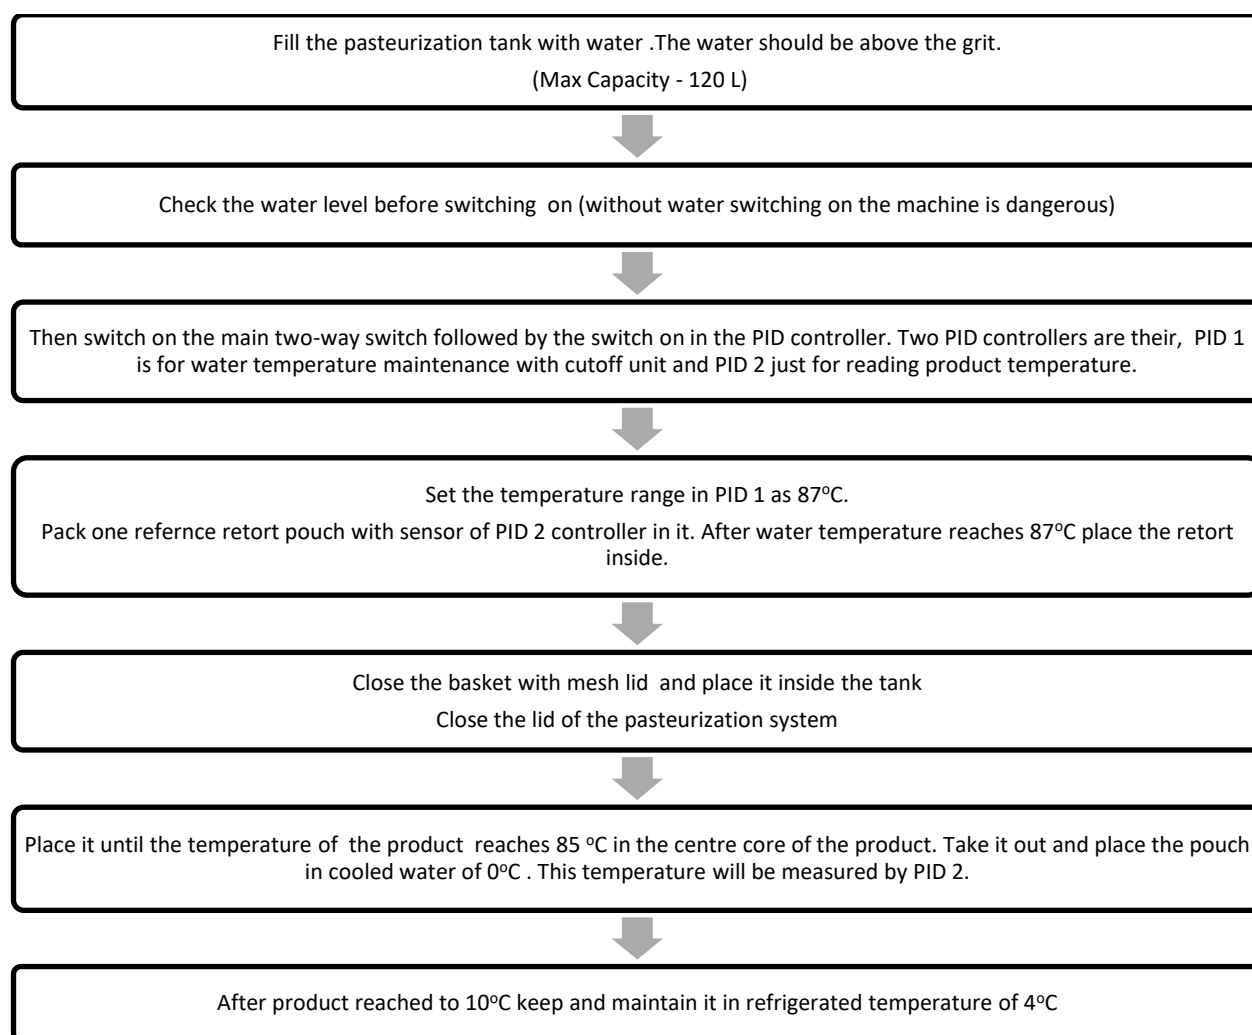 Fill the pasteurization tank with water .The water should be above the grit.
(Max Capacity - 120 L)
Check the water level before switching on (without water switching on the machine is dangerous)
Then switch on the main two-way switch followed by the switch on in the PID controller. Two PID controllers are their, PID 1
is for water temperature maintenance with cutoff unit and PID 2 just for reading product temperature.
Set the temperature range in PID 1 as 87°C.
Pack one refernce retort pouch with sensor of PID 2 controller in it. After water temperature reaches 87°C place the retort
inside.
Close the basket with mesh lid and place it inside the tank
Close the lid of the pasteurization system
Place it until the temperature of the product reaches 85 °C in the centre core of the product. Take it out and place the pouch
in cooled water of 0°C . This temperature will be measured by PID 2.
After product reached to 10°C keep and maintain it in refrigerated temperature of 4°C